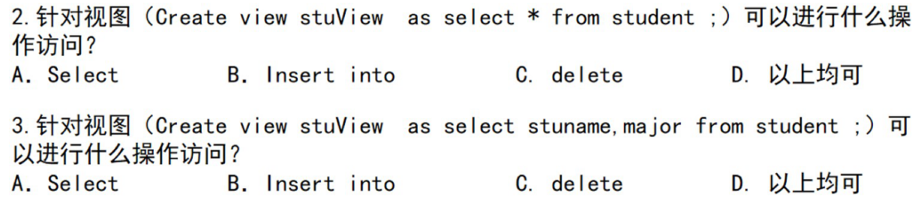 2.针对视图（Create view stuView  as select * from student ;）可以进行什么操
作访问？
A. Select B. Insert into C. delete D. 以上均可
3.针对视图（Create view stuView  as select stuname,major from student ;）可
以进行什么操作访问？
A. Select B. Insert into C. delete D. 以上均可